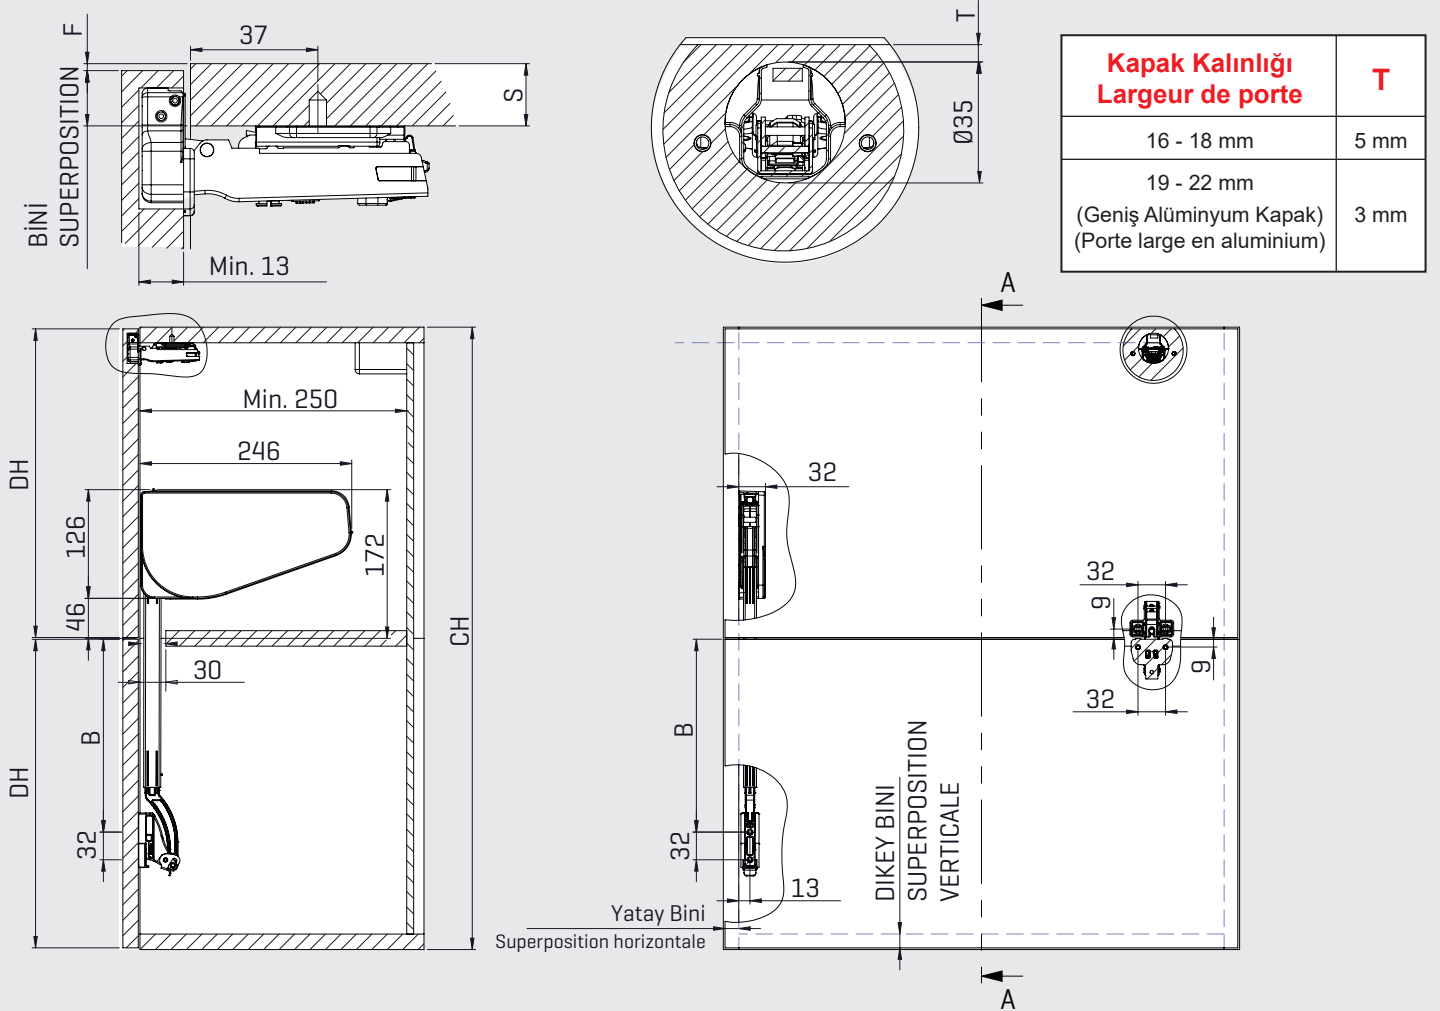 F
37
BİNİ
SUPERPOSITION
S
Min. 13
T
Ø35
Kapak Kalınlığı
Largeur de porte
T
16 - 18 mm
5 mm
19 - 22 mm
(Geniş Alüminyum Kapak)
(Porte large en aluminium)
3 mm
DH
Min. 250
246
126
172
46
CH
30
B
DH
32
A
32
32
9
9
32
B
32
13
DIKEY BINI
SUPERPOSITION
VERTICALE
Yatay Bini
Superposition horizontale
A